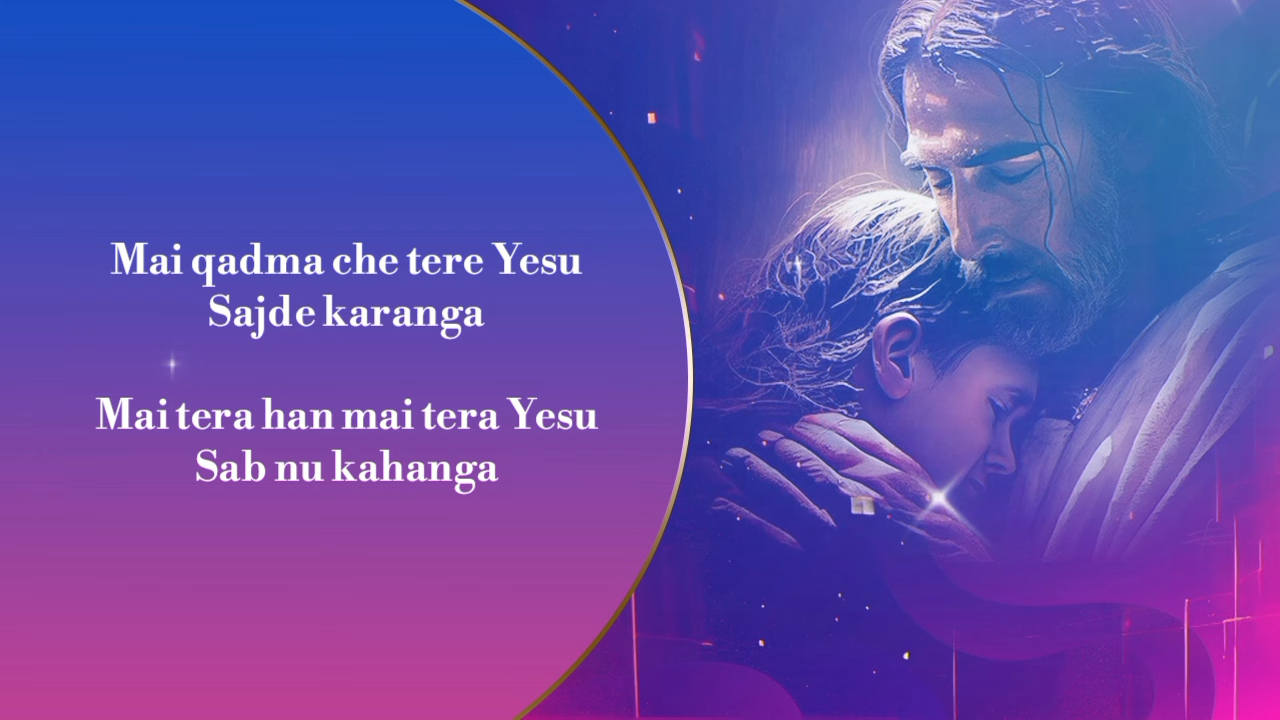 Mai qadma che tere Yesu
Sajde karanga
Mai tera han mai tera Yesu
Sab nu kahanga